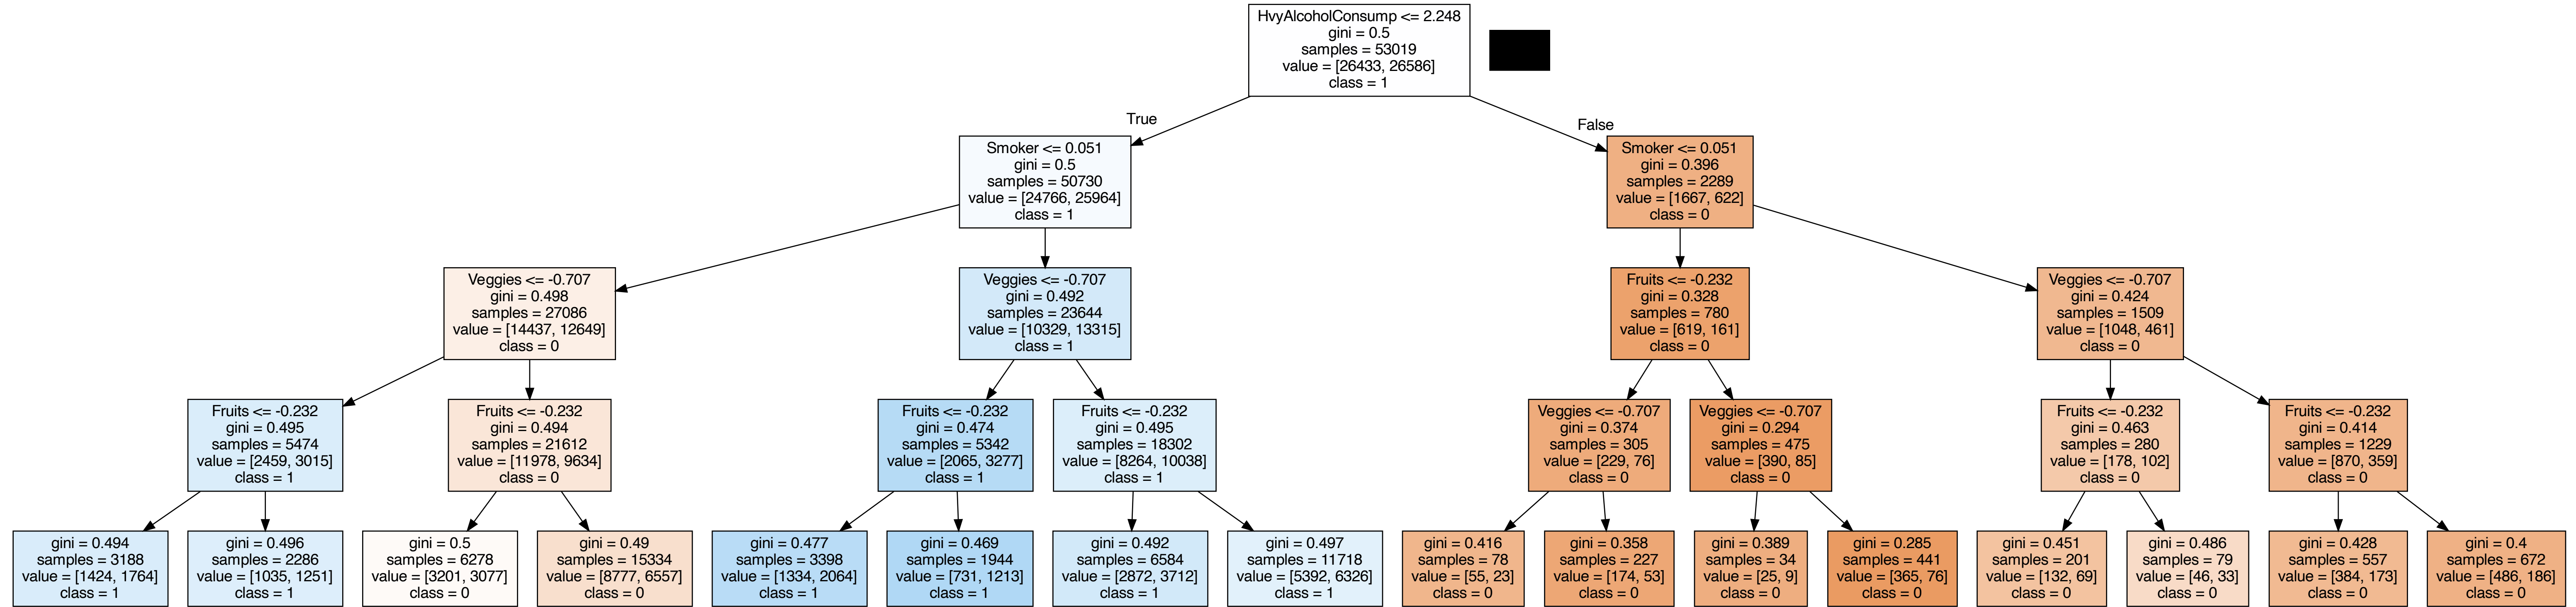 HvyAlcoholConsump <= 2.248
gini = 0.5
samples = 53019
value = [26433, 26586]
class = 1
True
False
Smoker <= 0.051
gini = 0.5
samples = 50730
value = [24766, 25964]
class = 1
Smoker <= 0.051
gini = 0.396
samples = 2289
value = [1667, 622]
class = 0
Veggies <= -0.707
gini = 0.498
samples = 27086
value = [14437, 12649]
class = 0
Veggies <= -0.707
gini = 0.492
samples = 23644
value = [10329, 13315]
class = 1
Fruits <= -0.232
gini = 0.328
samples = 780
value = [619, 161]
class = 0
Veggies <= -0.707
gini = 0.424
samples = 1509
value = [1048, 461]
class = 0
Fruits <= -0.232
gini = 0.495
samples = 5474
value = [2459, 3015]
class = 1
Fruits <= -0.232
gini = 0.494
samples = 21612
value = [11978, 9634]
class = 0
Fruits <= -0.232
gini = 0.474
samples = 5342
value = [2065, 3277]
class = 1
Fruits <= -0.232
gini = 0.495
samples = 18302
value = [8264, 10038]
class = 1
Veggies <= -0.707
gini = 0.374
samples = 305
value = [229, 76]
class = 0
Veggies <= -0.707
gini = 0.294
samples = 475
value = [390, 85]
class = 0
Fruits <= -0.232
gini = 0.463
samples = 280
value = [178, 102]
class = 0
Fruits <= -0.232
gini = 0.414
samples = 1229
value = [870, 359]
class = 0
gini = 0.494
samples = 3188
value = [1424, 1764]
class = 1
gini = 0.496
samples = 2286
value = [1035, 1251]
class = 1
gini = 0.5
samples = 6278
value = [3201, 3077]
class = 0
gini = 0.49
samples = 15334
value = [8777, 6557]
class = 0
gini = 0.477
samples = 3398
value = [1334, 2064]
class = 1
gini = 0.469
samples = 1944
value = [731, 1213]
class = 1
gini = 0.492
samples = 6584
value = [2872, 3712]
class = 1
gini = 0.497
samples = 11718
value = [5392, 6326]
class = 1
gini = 0.416
samples = 78
value = [55, 23]
class = 0
gini = 0.358
samples = 227
value = [174, 53]
class = 0
gini = 0.389
samples = 34
value = [25, 9]
class = 0
gini = 0.285
samples = 441
value = [365, 76]
class = 0
gini = 0.451
samples = 201
value = [132, 69]
class = 0
gini = 0.486
samples = 79
value = [46, 33]
class = 0
gini = 0.428
samples = 557
value = [384, 173]
class = 0
gini = 0.4
samples = 672
value = [486, 186]
class = 0